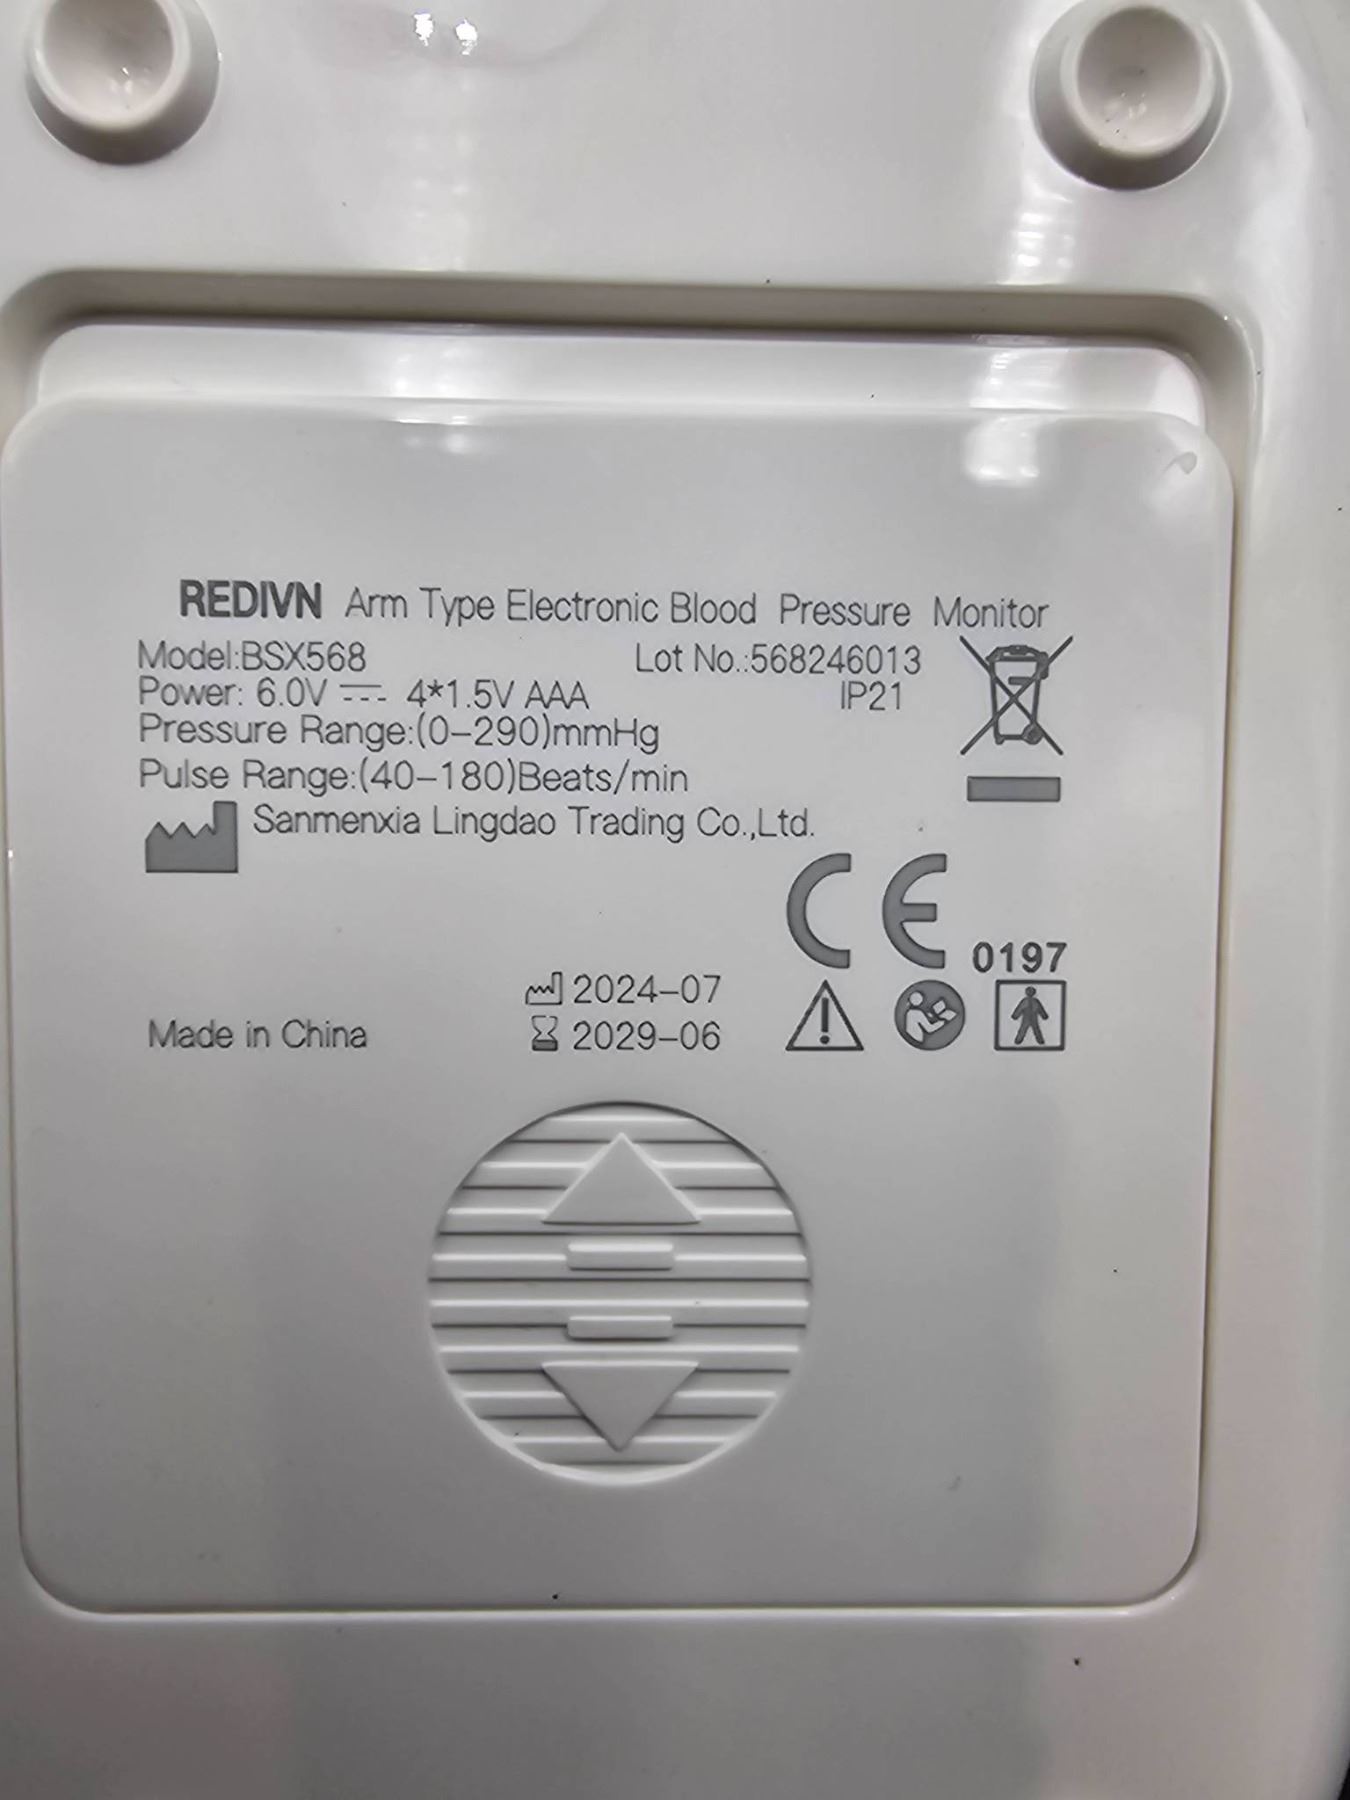 REDIVN Arm Type Electronic Blood Pressure Monitor
Model:BSX568 Lot No.:568246013
Power: 6.0V ⎓ 4*1.5V AAA IP21
Pressure Range:(0-290)mmHg
Pulse Range:(40-180)Beats/min
Sanmenxia Lingdao Trading Co.,Ltd.
CE 0197
2024-07
Made in China 2029-06